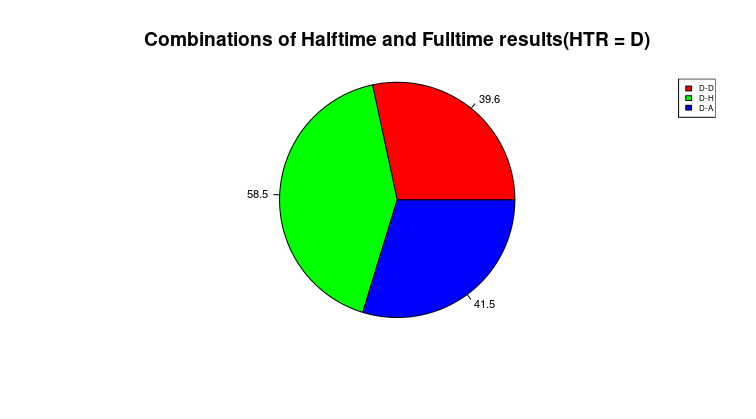 Combinations of Halftime and Fulltime results(HTR = D)
39.6
D-D
D-H
D-A
58.5
41.5